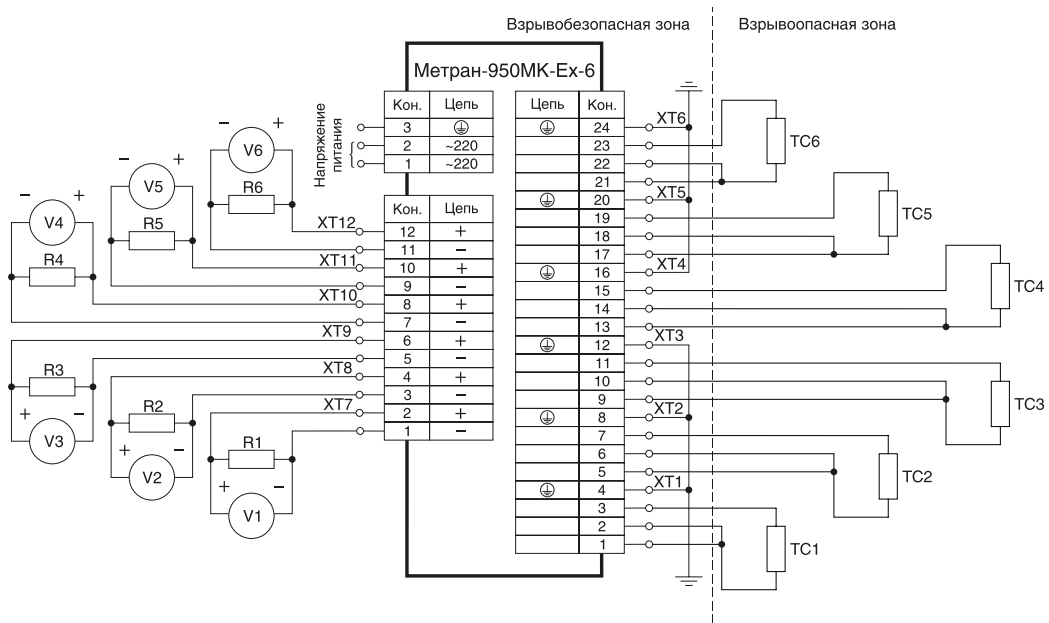 Взрывобезопасная зона
Взрывоопасная зона
Метран-950МК-Ех-6
Напряжение
питания
Кон. Цепь
3
2 ~220
1 ~220
Кон. Цепь
12 +
11 −
10 +
9 −
8 +
7 −
6 +
5 −
4 +
3 −
2 +
1 −
Цепь Кон.
24
23
22
21
20
19
18
17
16
15
14
13
12
11
10
9
8
7
6
5
4
3
2
1
− +
V6
R6
− +
V5
R5
− +
V4
R4
XT12
XT11
XT10
XT9
XT8
XT7
R3
+ −
V3
R2
+ −
V2
R1
+ −
V1
XT6
XT5
XT4
XT3
XT2
XT1
TC6
TC5
TC4
TC3
TC2
TC1